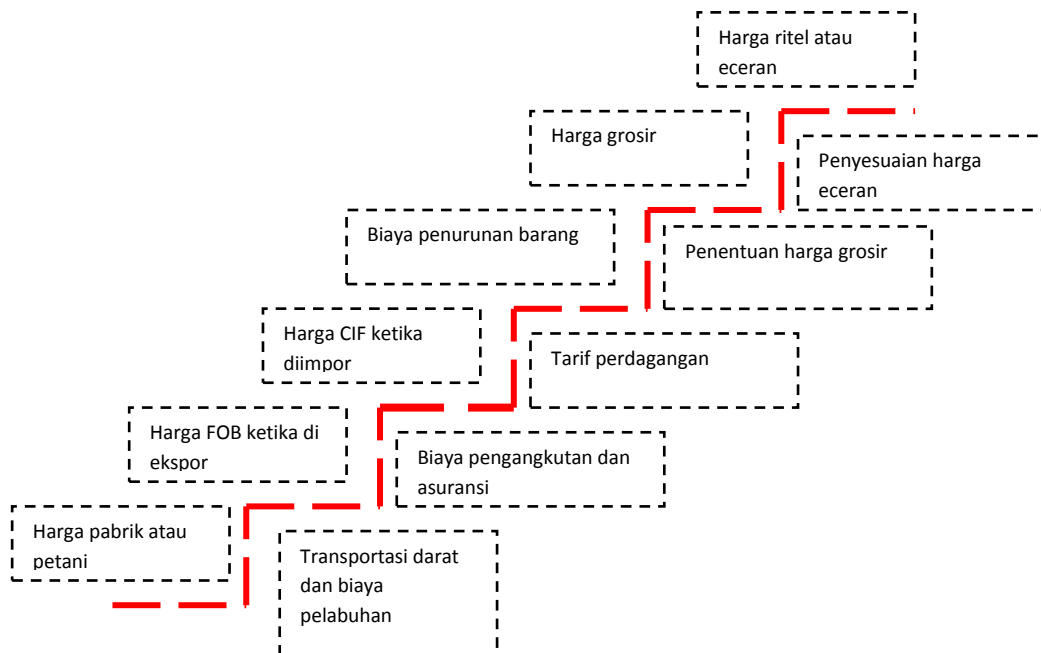 Harga ritel atau
eceran
Harga grosir
Penyesuaian harga
eceran
Biaya penurunan barang
Penentuan harga grosir
Harga CIF ketika
diimpor
Tarif perdagangan
Harga FOB ketika di
ekspor
Biaya pengangkutan dan
asuransi
Harga pabrik atau
petani
Transportasi darat
dan biaya
pelabuhan